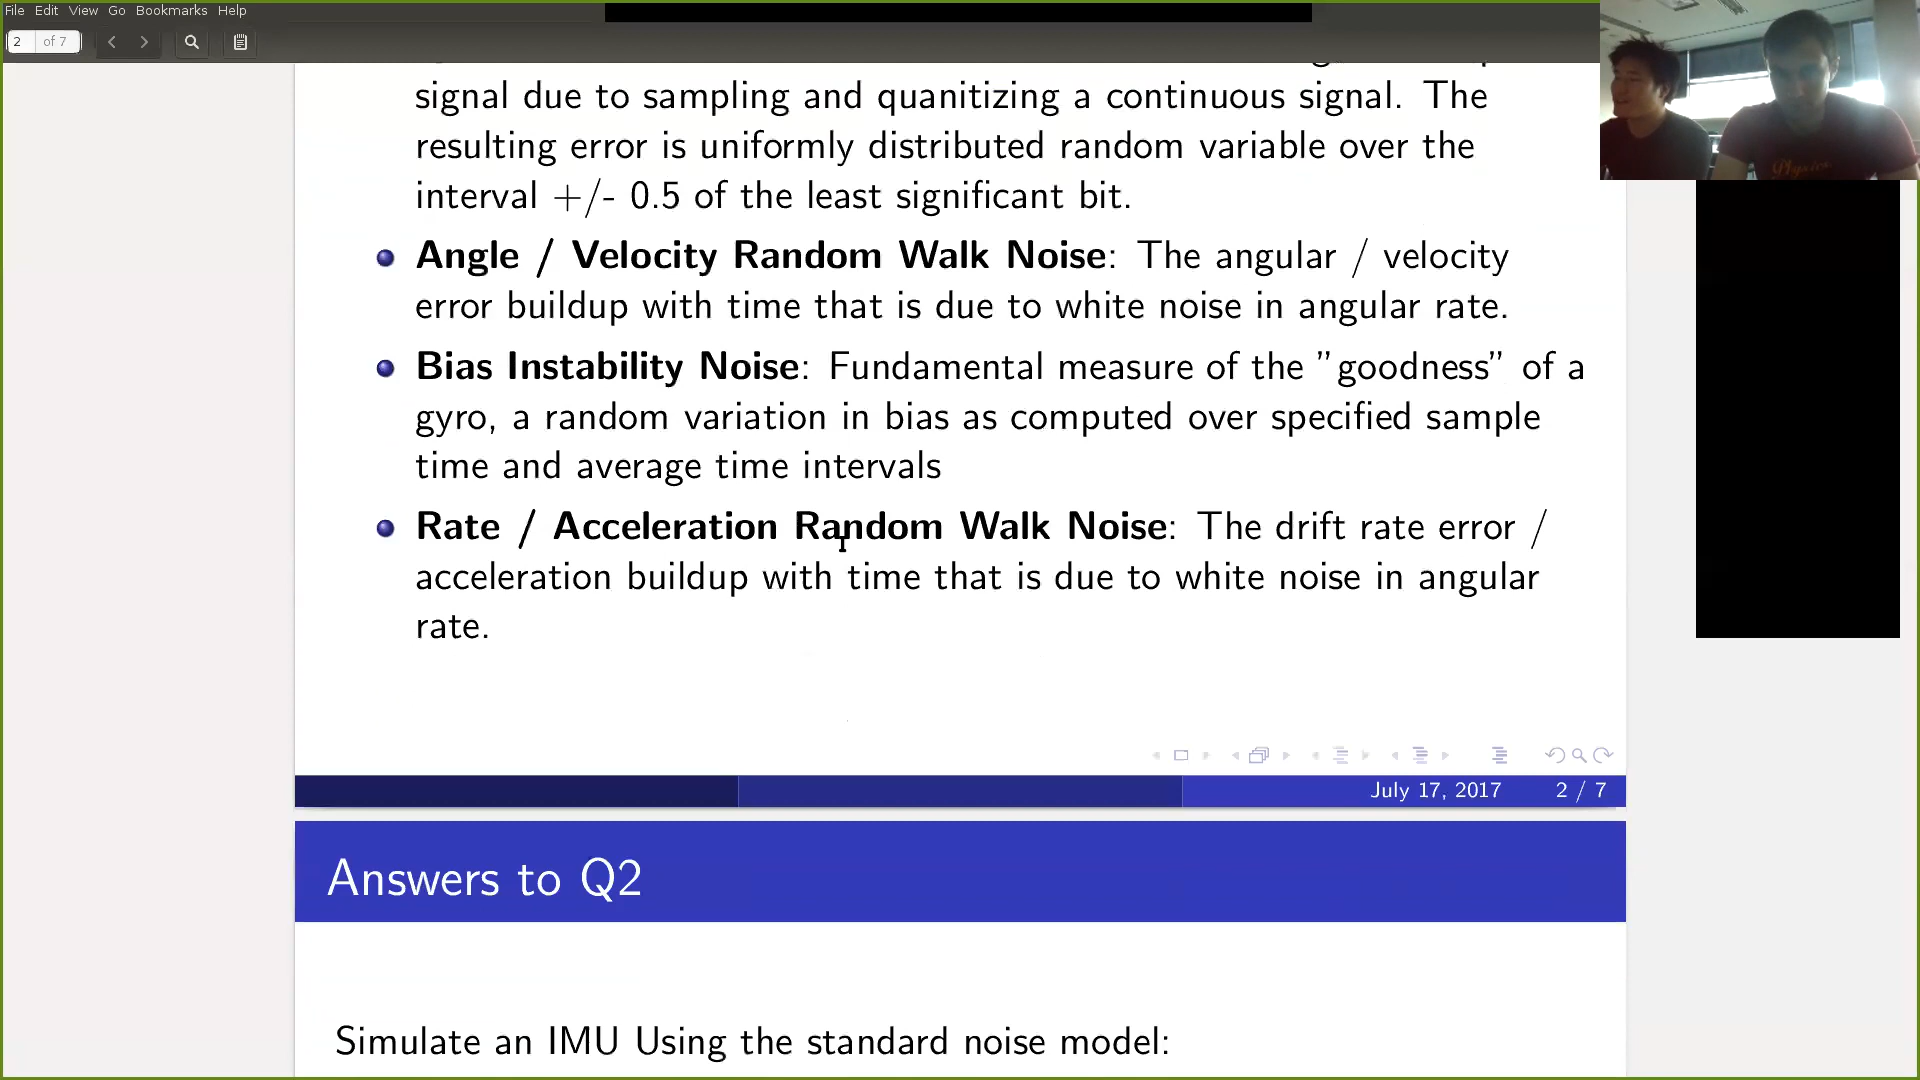 File Edit View Go Bookmarks Help
2 of 7
signal due to sampling and quanitizing a continuous signal. The
resulting error is uniformly distributed random variable over the
interval +/- 0.5 of the least significant bit.
Angle / Velocity Random Walk Noise: The angular / velocity
error buildup with time that is due to white noise in angular rate.
Bias Instability Noise: Fundamental measure of the ”goodness” of a
gyro, a random variation in bias as computed over specified sample
time and average time intervals
Rate / Acceleration Random Walk Noise: The drift rate error /
acceleration buildup with time that is due to white noise in angular
rate.
July 17, 2017 2 / 7
Answers to Q2
Simulate an IMU Using the standard noise model: